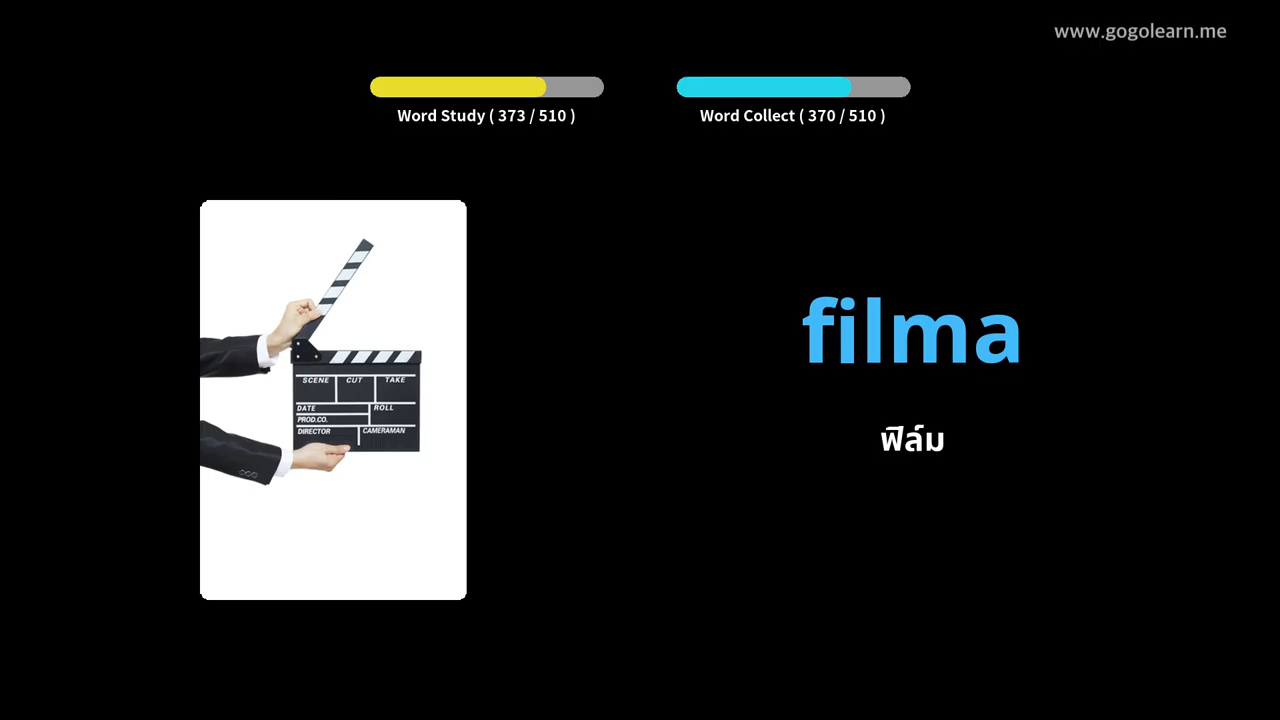 www.gogolearn.me
Word Study ( 373 / 510 )
Word Collect ( 370 / 510 )
SCENE CUT TAKE
DATE ROLL
PROD.CO.
DIRECTOR CAMERAMAN
filma
ฟิล์ม